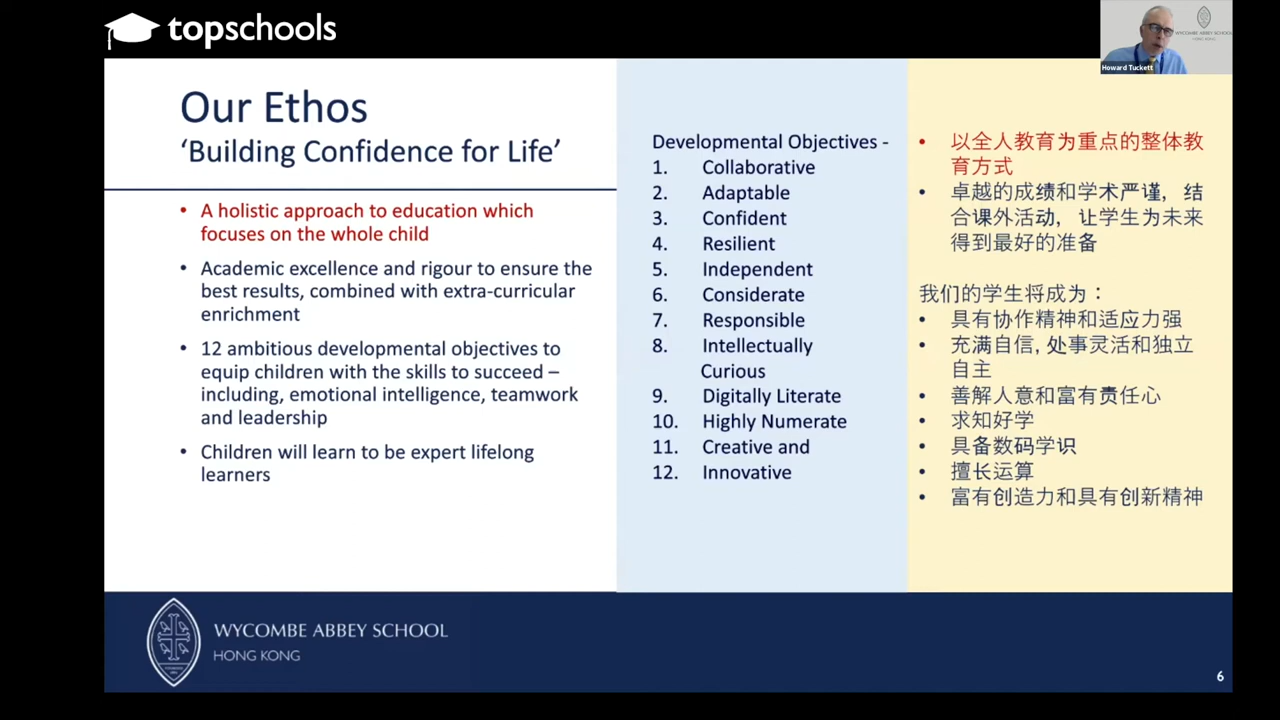 topschools
WYCOMBE ABBEY SCHOOL
HONG KONG
Howard Tuckett
Our Ethos
‘Building Confidence for Life’
• A holistic approach to education which
focuses on the whole child
• Academic excellence and rigour to ensure the
best results, combined with extra-curricular
enrichment
• 12 ambitious developmental objectives to
equip children with the skills to succeed –
including, emotional intelligence, teamwork
and leadership
• Children will learn to be expert lifelong
learners
Developmental Objectives -
1. Collaborative
2. Adaptable
3. Confident
4. Resilient
5. Independent
6. Considerate
7. Responsible
8. Intellectually
Curious
9. Digitally Literate
10. Highly Numerate
11. Creative and
12. Innovative
• 以全人教育为重点的整体教
育方式
• 卓越的成绩和学术严谨，结
合课外活动，让学生为未来
得到最好的准备
我们的学生将成为：
• 具有协作精神和适应力强
• 充满自信, 处事灵活和独立
自主
• 善解人意和富有责任心
• 求知好学
• 具备数码学识
• 擅长运算
• 富有创造力和具有创新精神
WYCOMBE ABBEY SCHOOL
HONG KONG
6